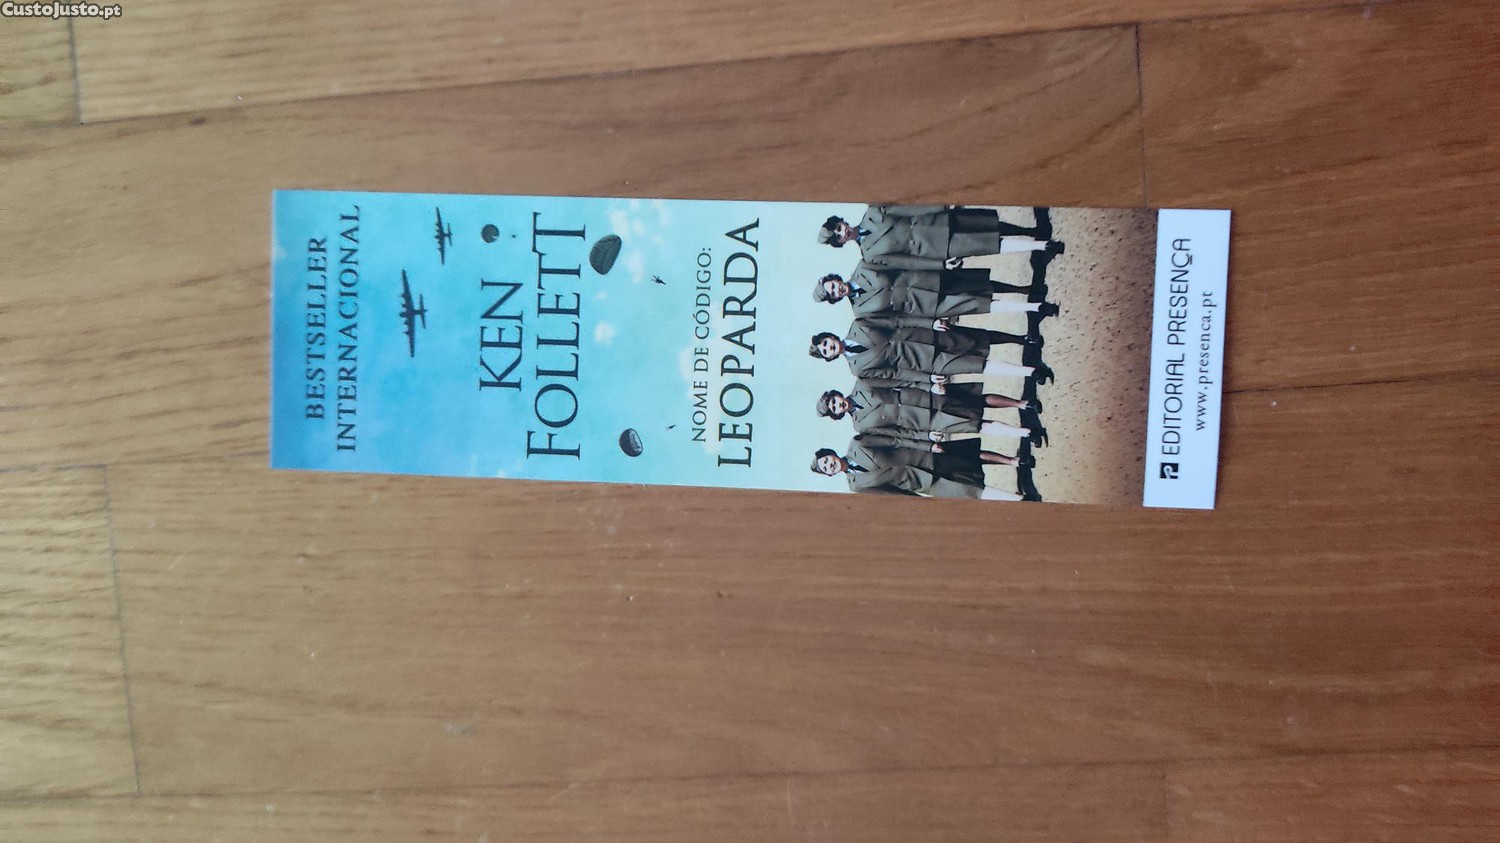 CustoJusto.pt
BESTSELLER
INTERNACIONAL
KEN
FOLLETT
NOME DE CÓDIGO:
LEOPARDA
EDITORIAL PRESENÇA
www.presenca.pt